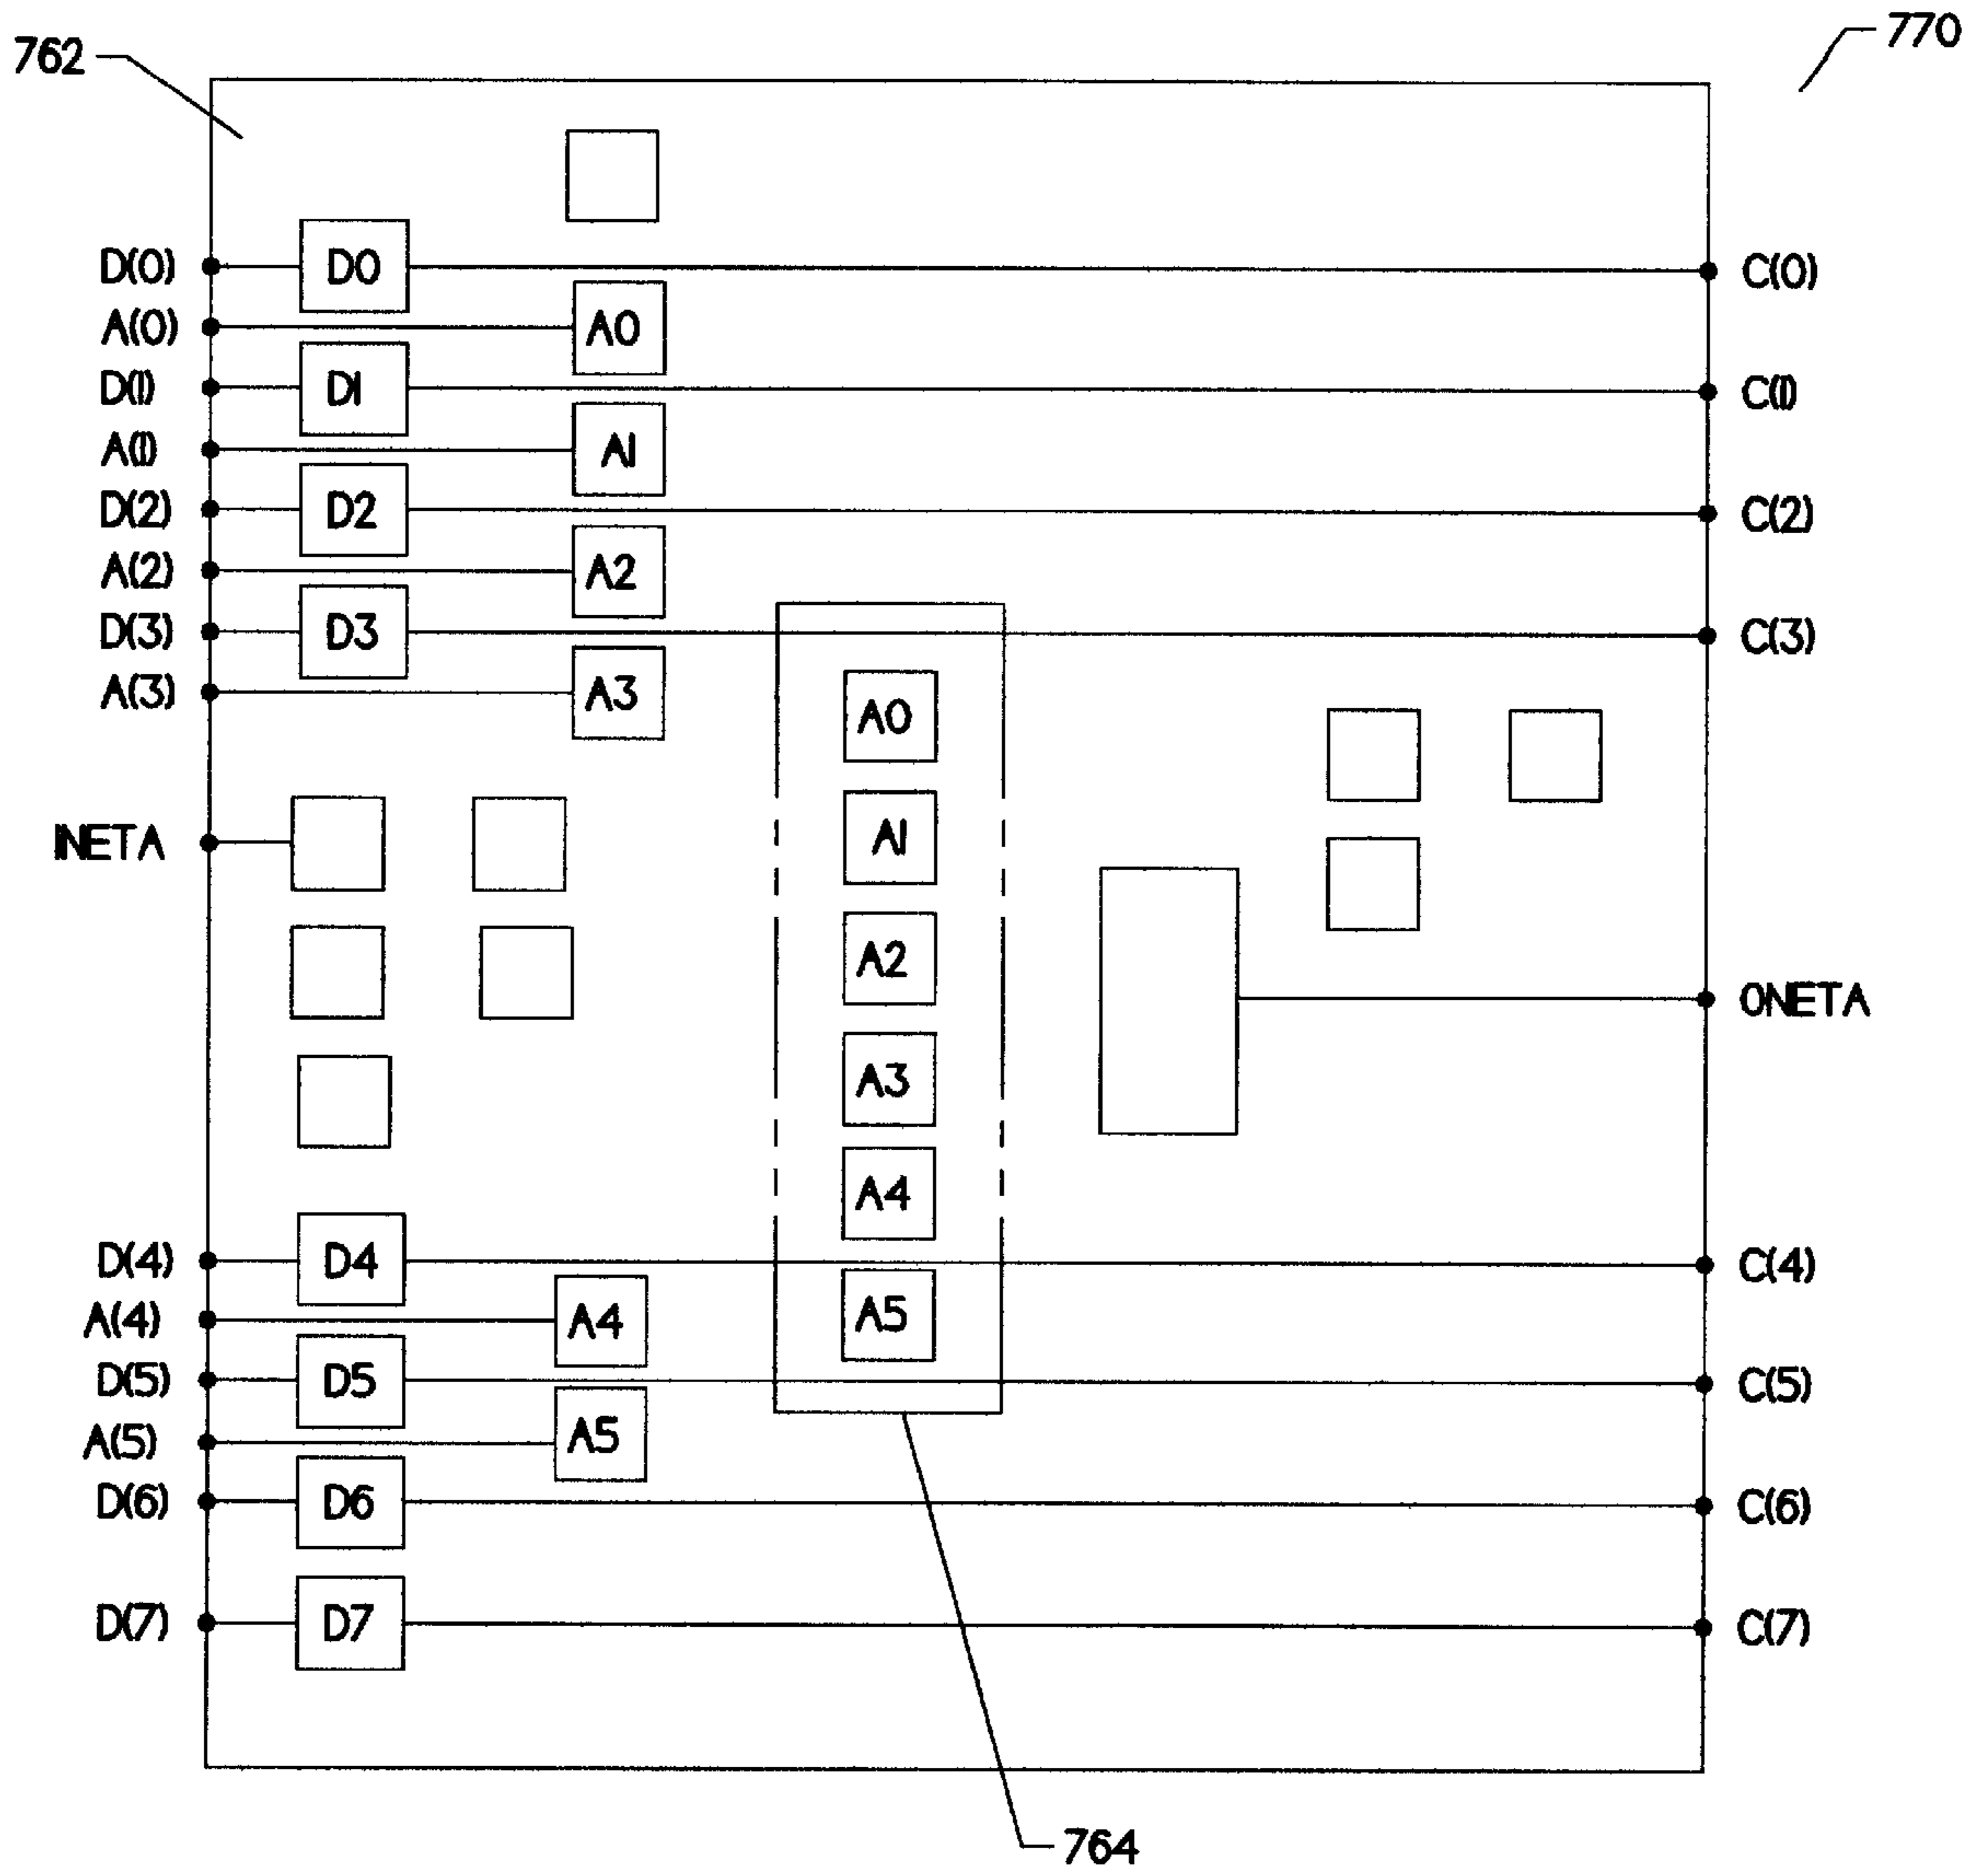 762
770
D(0) D0 C(0)
A(0) A0
D(1) D1 C(1)
A(1) A1
D(2) D2 C(2)
A(2) A2
D(3) D3 C(3)
A(3) A3
A0
A1
INETA
A2
ONETA
A3
A4
D(4) D4 C(4)
A(4) A4 A5
D(5) D5 C(5)
A(5) A5
D(6) D6 C(6)
D(7) D7 C(7)
764